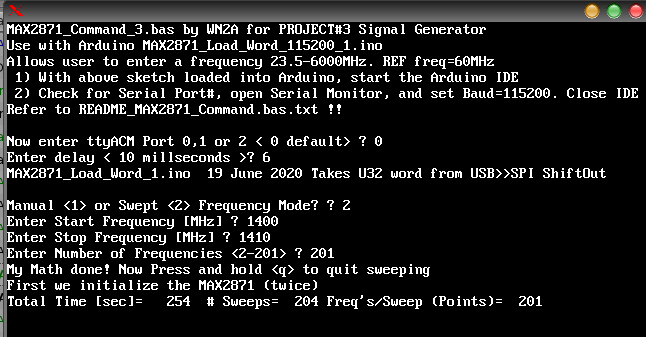 MAX2871_Command_3.bas by WN2A for PROJECT#3 Signal Generator
Use with Arduino MAX2871_Load_Word_115200_1.ino
Allows user to enter a frequency 23.5-6000MHz. REF freq=60MHz
1) With above sketch loaded into Arduino, start the Arduino IDE
2) Check for Serial Port#, open Serial Monitor, and set Baud=115200. Close IDE
Refer to README_MAX2871_Command.bas.txt !!
Now enter ttyACM Port 0,1 or 2 < 0 default> ? 0
Enter delay < 10 millseconds >? 6
MAX2871_Load_Word_1.ino  19 June 2020 Takes U32 word from USB>>SPI ShiftOut
Manual <1> or Swept <2> Frequency Mode? ? 2
Enter Start Frequency [MHz] ? 1400
Enter Stop Frequency [MHz] ? 1410
Enter Number of Frequencies <2-201> ? 201
My Math done! Now Press and hold <q> to quit sweeping
First we initialize the MAX2871 (twice)
Total Time [sec]=   254  # Sweeps=  204 Freq's/Sweep (Points)=  201